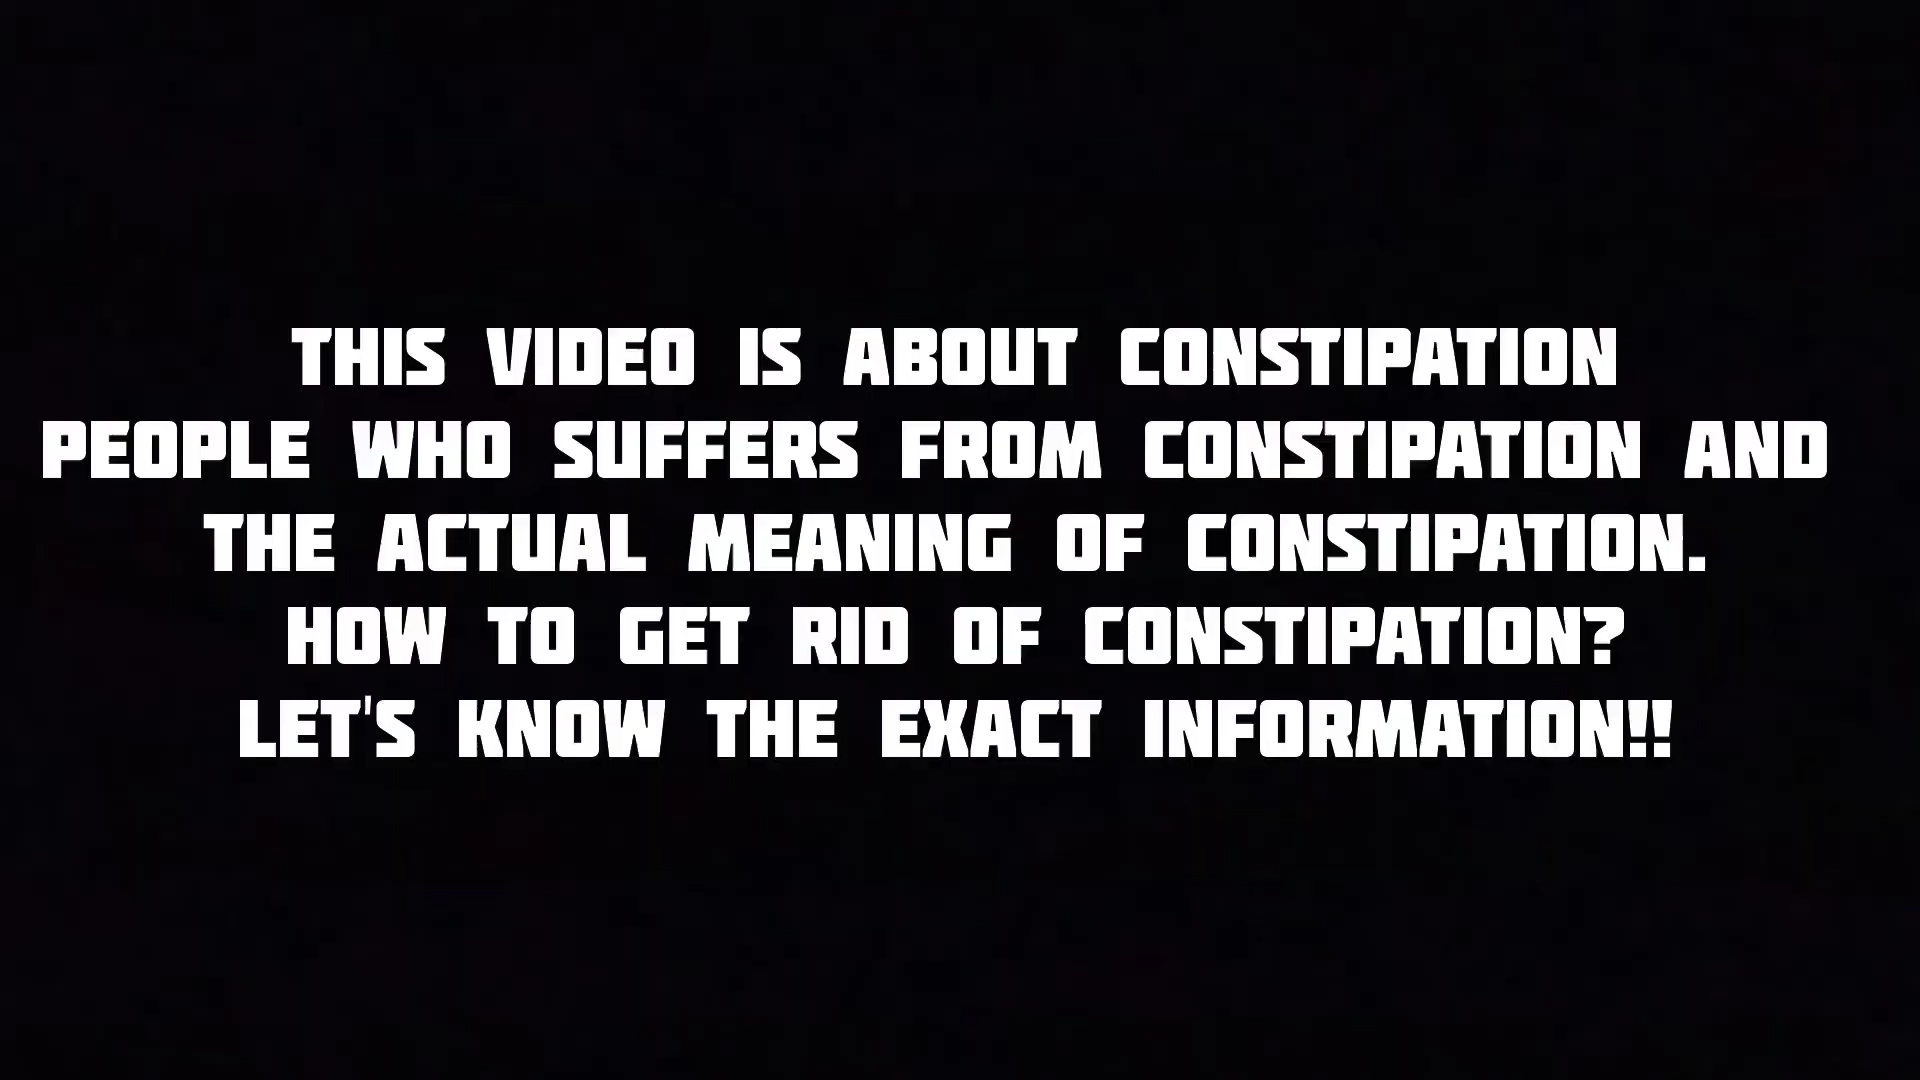 THIS VIDEO IS ABOUT CONSTIPATION
PEOPLE WHO SUFFERS FROM CONSTIPATION AND
THE ACTUAL MEANING OF CONSTIPATION.
HOW TO GET RID OF CONSTIPATION?
LET'S KNOW THE EXACT INFORMATION!!